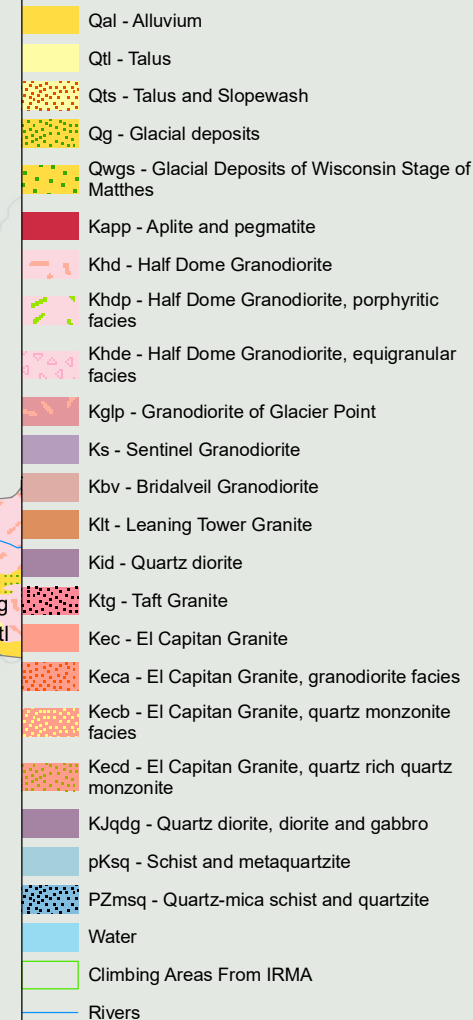 Qal - Alluvium
Qtl - Talus
Qts - Talus and Slopewash
Qg - Glacial deposits
Qwgs - Glacial Deposits of Wisconsin Stage of
Matthes
Kapp - Aplite and pegmatite
Khd - Half Dome Granodiorite
Khdp - Half Dome Granodiorite, porphyritic
facies
Khde - Half Dome Granodiorite, equigranular
facies
Kglp - Granodiorite of Glacier Point
Ks - Sentinel Granodiorite
Kbv - Bridalveil Granodiorite
Klt - Leaning Tower Granite
Kid - Quartz diorite
Ktg - Taft Granite
g
tl
Kec - El Capitan Granite
Keca - El Capitan Granite, granodiorite facies
Kecb - El Capitan Granite, quartz monzonite
facies
Kecd - El Capitan Granite, quartz rich quartz
monzonite
KJqdg - Quartz diorite, diorite and gabbro
pKsq - Schist and metaquartzite
PZmsq - Quartz-mica schist and quartzite
Water
Climbing Areas From IRMA
Rivers